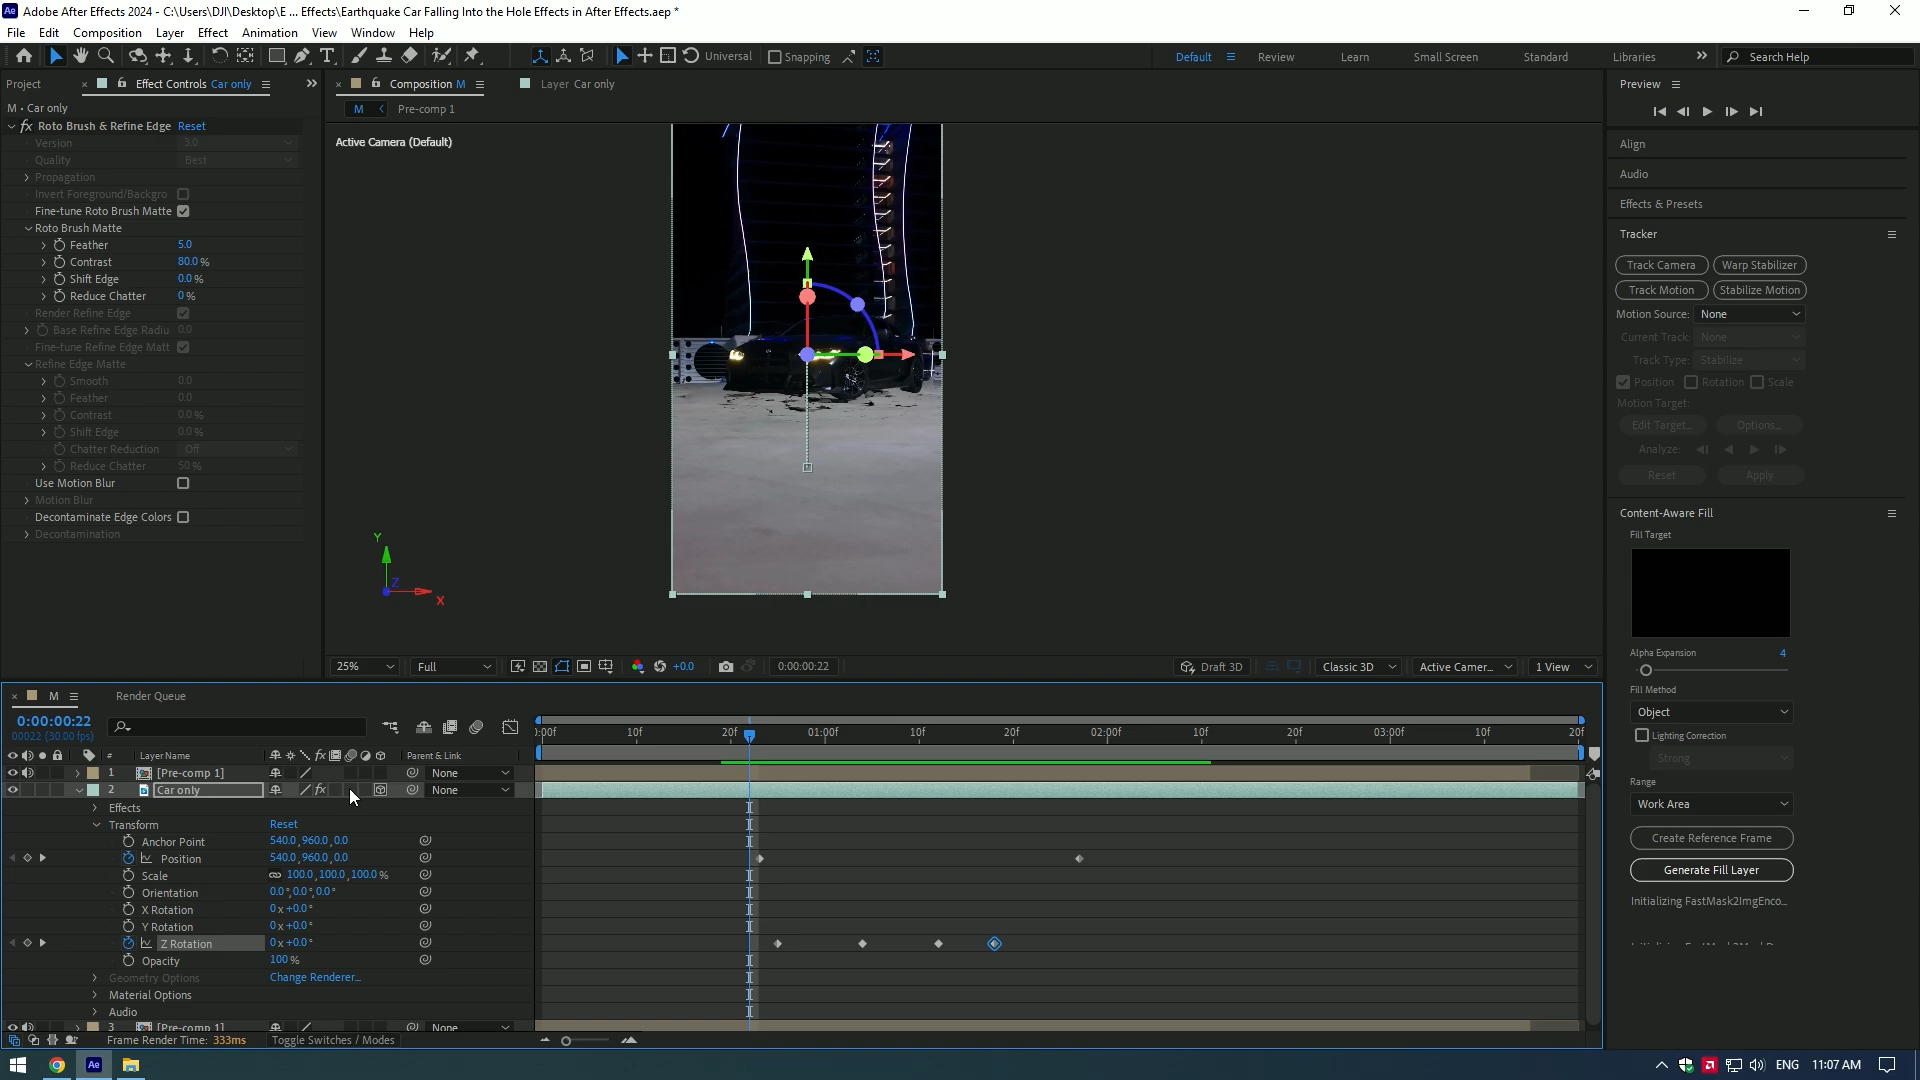 Adobe After Effects 2024 - C:\Users\DJI\Desktop\E ... Effects\Earthquake Car Falling Into the Hole Effects in After Effects.aep *
File Edit Composition Layer Effect Animation View Window Help
Universal Snapping Default Review Learn Small Screen Standard Libraries Search Help
Project Effect Controls Car only Composition M Layer Car only Preview
M • Car only M Pre-comp 1
fx Roto Brush & Refine Edge Reset
Active Camera (Default)
Version 3.0
Quality Best
Propagation
Invert Foreground/Backgro
Fine-tune Roto Brush Matte
Roto Brush Matte
Feather 5.0
Contrast 80.0 %
Shift Edge 0.0 %
Reduce Chatter 0 %
Render Refine Edge
Base Refine Edge Radiu 0.0
Fine-tune Refine Edge Matt
Refine Edge Matte
Smooth 0.0
Feather 0.0
Contrast 0.0 %
Shift Edge 0.0 %
Chatter Reduction Off
Reduce Chatter 50 %
Use Motion Blur
Motion Blur
Decontaminate Edge Colors
Decontamination
Y
Z
X
25% Full +0.0 0:00:00:22 Draft 3D Classic 3D Active Camer... 1 View
Align
Audio
Effects & Presets
Tracker
Track Camera Warp Stabilizer
Track Motion Stabilize Motion
Motion Source: None
Current Track: None
Track Type: Stabilize
Position Rotation Scale
Motion Target:
Edit Target... Options...
Analyze:
Reset Apply
Content-Aware Fill
Fill Target
Alpha Expansion 4
Fill Method
Object
Lighting Correction
Strong
Range
Work Area
Create Reference Frame
Generate Fill Layer
Initializing FastMask2ImgEnco...
M Render Queue
0:00:00:22
00022 (30.00 fps)
):00f 10f 20f 01:00f 10f 20f 02:00f 10f 20f 03:00f 10f 20f
# Layer Name fx Parent & Link
1 [Pre-comp 1] None
2 Car only fx None
Effects
Transform Reset
Anchor Point 540.0,960.0,0.0
Position 540.0,960.0,0.0
Scale 100.0,100.0,100.0 %
Orientation 0.0°,0.0°,0.0°
X Rotation 0x+0.0°
Y Rotation 0x+0.0°
Z Rotation 0x+0.0°
Opacity 100 %
Geometry Options Change Renderer...
Material Options
Audio
3 [Pre-comp 1] None
Frame Render Time: 333ms Toggle Switches / Modes
Ae ENG 11:07 AM